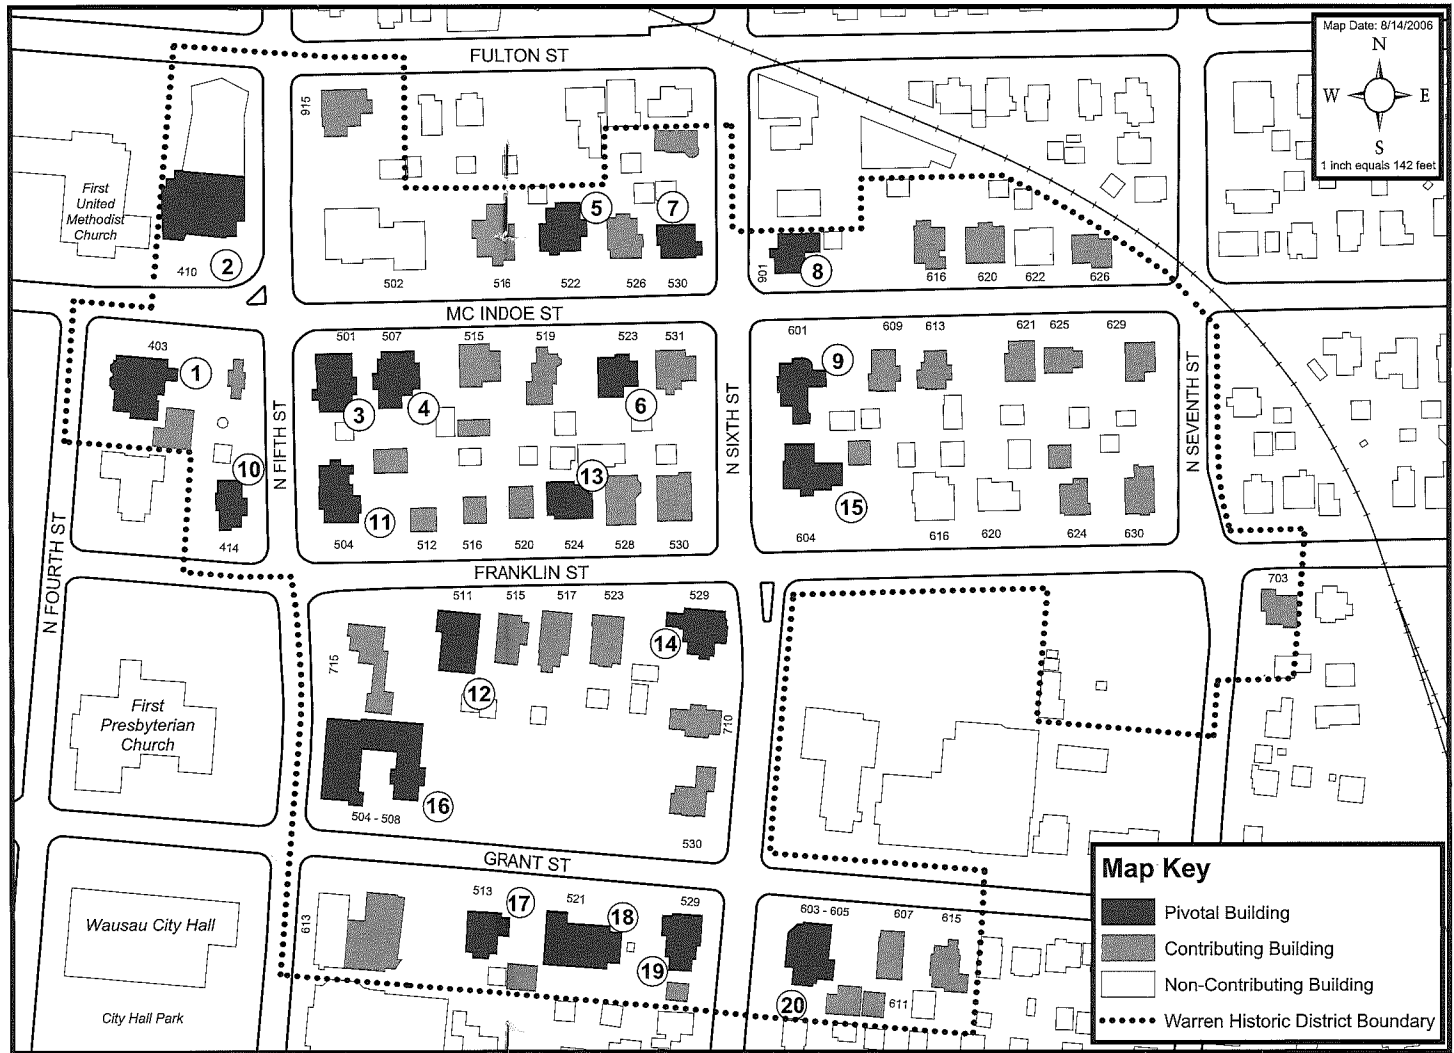 Map Date: 8/14/2006
N
W E
S
1 inch equals 142 feet
FULTON ST
915
First
United
Methodist
Church
410
2
5
7
8
901
502
516
522
526
530
616
620
622
626
MC INDOE ST
403
1
501
507
515
519
523
531
3
4
6
601
609
613
621
625
629
9
N FIFTH ST
N SIXTH ST
N SEVENTH ST
N FOURTH ST
10
414
11
13
15
504
512
516
520
524
528
530
604
616
620
624
630
FRANKLIN ST
511
515
517
523
529
703
715
12
14
710
First
Presbyterian
Church
16
504 - 508
530
GRANT ST
Wausau City Hall
City Hall Park
613
513
17
521
18
529
19
603 - 605
607
615
20
611
Map Key
Pivotal Building
Contributing Building
Non-Contributing Building
Warren Historic District Boundary